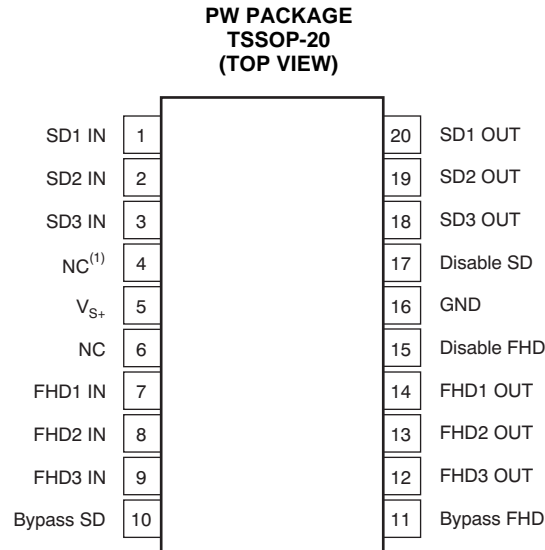 PW PACKAGE
TSSOP-20
(TOP VIEW)
SD1 IN 1 20 SD1 OUT
SD2 IN 2 19 SD2 OUT
SD3 IN 3 18 SD3 OUT
NC(1) 4 17 Disable SD
VS+ 5 16 GND
NC 6 15 Disable FHD
FHD1 IN 7 14 FHD1 OUT
FHD2 IN 8 13 FHD2 OUT
FHD3 IN 9 12 FHD3 OUT
Bypass SD 10 11 Bypass FHD